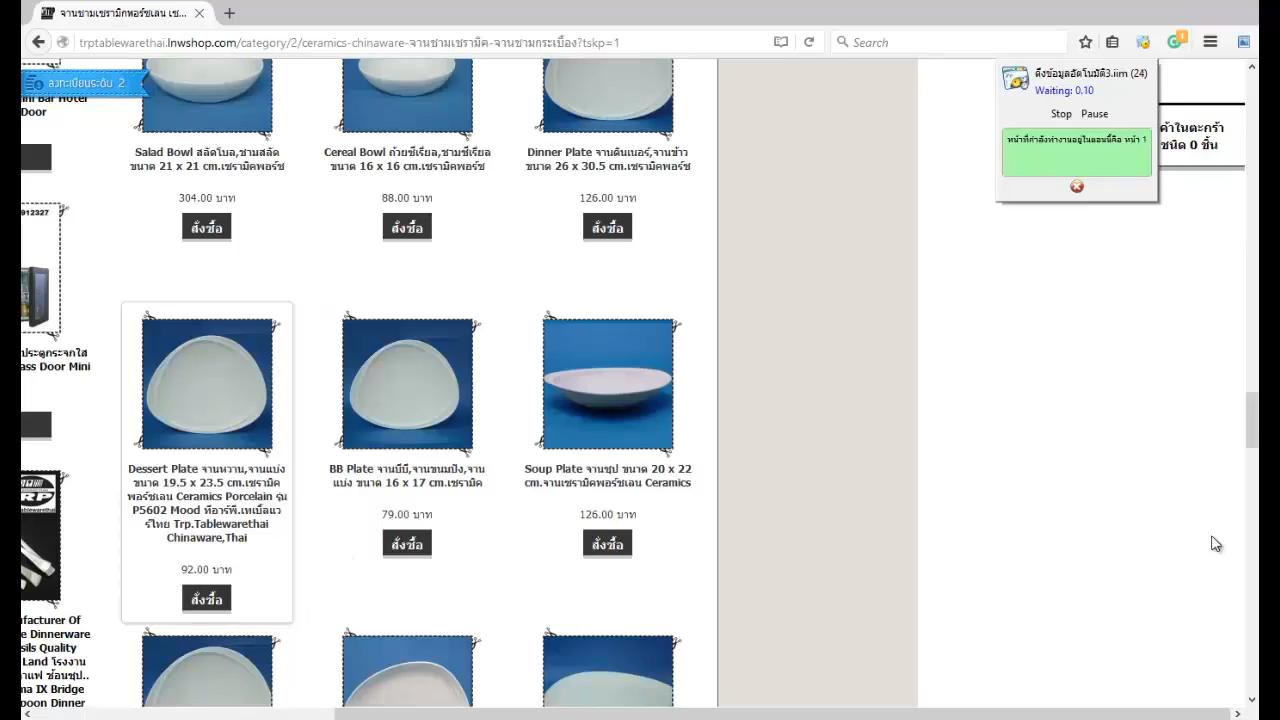 จานชามเซรามิคพอร์ซเลน เซ...
trptablewarethai.lnwshop.com/category/2/ceramics-chinaware-จานชามเซรามิค-จานชามกระเบื้อง?tskp=1
Search
ลงทะเบียนระดับ 2
ini Bar Hotel
Door
Salad Bowl สลัดโบล,ชามสลัด
ขนาด 21 x 21 cm.เซรามิคพอร์ซ
304.00 บาท
สั่งซื้อ
Cereal Bowl ถ้วยซีเรียล,ชามซีเรียล
ขนาด 16 x 16 cm.เซรามิคพอร์ซ
88.00 บาท
สั่งซื้อ
Dinner Plate จานดินเนอร์,จานข้าว
ขนาด 26 x 30.5 cm.เซรามิคพอร์ซ
126.00 บาท
สั่งซื้อ
ดึงข้อมูลอัตโนมัติ3.iim (24)
Waiting: 0.10
Stop Pause
หน้าที่กำลังทำงานอยู่ในตอนนี้คือ หน้า 1
ค้าในตะกร้า
ชนิด 0 ชิ้น
912327
ประตูกระจกใส
ass Door Mini
Dessert Plate จานหวาน,จานแบ่ง
ขนาด 19.5 x 23.5 cm.เซรามิค
พอร์ซเลน Ceramics Porcelain รุ่น
P5602 Mood ทีอาร์พี.เทเบิ้ลแว
ร์ไทย Trp.Tablewarethai
Chinaware,Thai
92.00 บาท
สั่งซื้อ
BB Plate จานบีบี,จานขนมปัง,จาน
แบ่ง ขนาด 16 x 17 cm.เซรามิค
79.00 บาท
สั่งซื้อ
Soup Plate จานซุป ขนาด 20 x 22
cm.จานเซรามิคพอร์ซเลน Ceramics
126.00 บาท
สั่งซื้อ
TRP
ufacturer Of
e Dinnerware
sils Quality
Land โรงงาน
าแฟ ช้อนซุป..
ma IX Bridge
poon Dinner